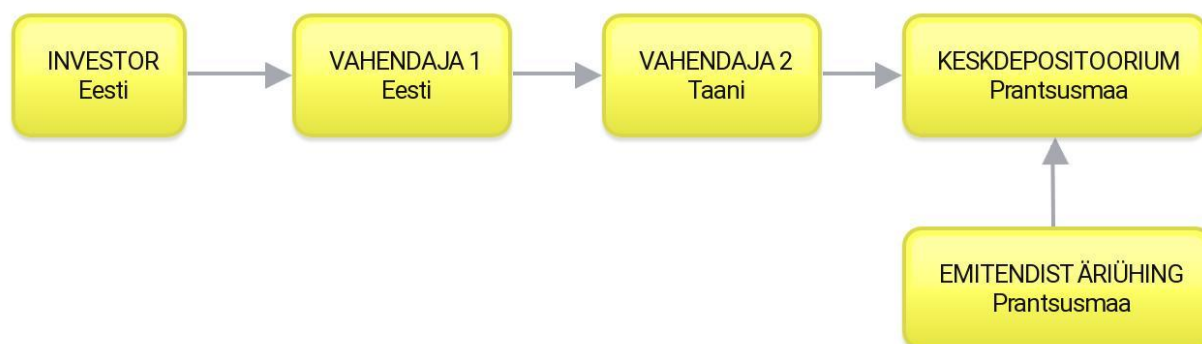 INVESTOR
Eesti
VAHENDAJA 1
Eesti
VAHENDAJA 2
Taani
KESKDEPOSITOORIUM
Prantsusmaa
EMITENDIST ÄRIÜHING
Prantsusmaa